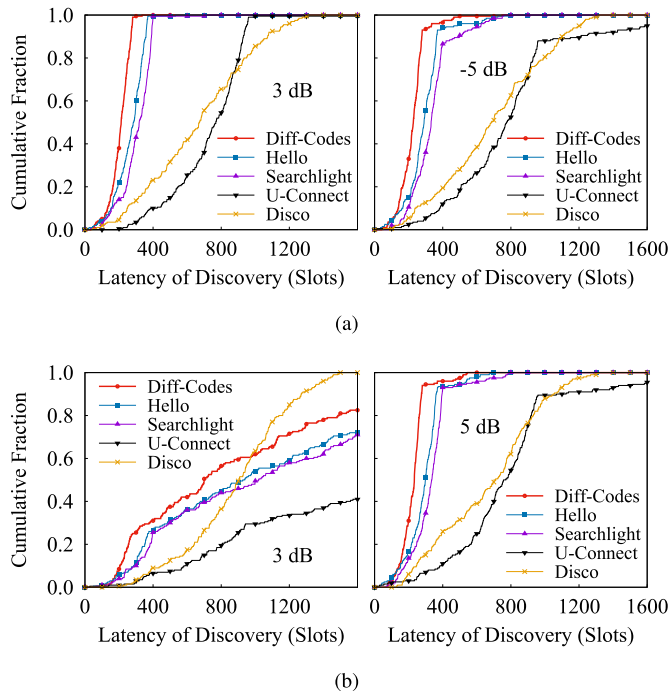 Cumulative Fraction
1.0
0.8
0.6
0.4
0.2
0.0
3 dB
Diff-Codes
Hello
Searchlight
U-Connect
Disco
0 400 800 1200
Latency of Discovery (Slots)
-5 dB
Diff-Codes
Hello
Searchlight
U-Connect
Disco
0 400 800 1200 1600
Latency of Discovery (Slots)
(a)
Cumulative Fraction
1.0
0.8
0.6
0.4
0.2
0.0
Diff-Codes
Hello
Searchlight
U-Connect
Disco
3 dB
0 400 800 1200
Latency of Discovery (Slots)
5 dB
Diff-Codes
Hello
Searchlight
U-Connect
Disco
0 400 800 1200 1600
Latency of Discovery (Slots)
(b)